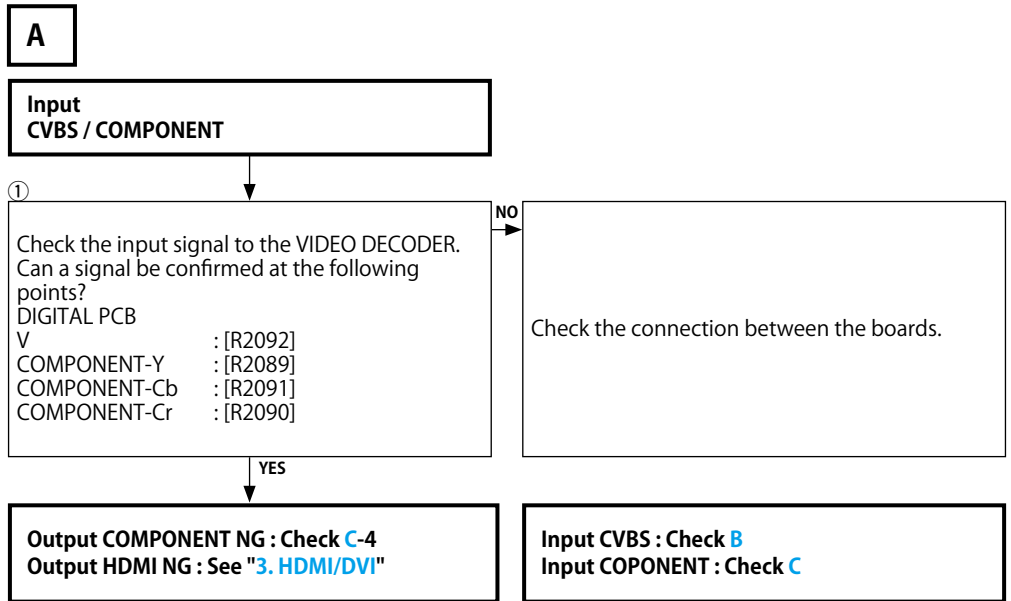 A
Input
CVBS / COMPONENT
①
Check the input signal to the VIDEO DECODER.
Can a signal be confirmed at the following
points?
DIGITAL PCB
V : [R2092]
COMPONENT-Y : [R2089]
COMPONENT-Cb : [R2091]
COMPONENT-Cr : [R2090]
NO
Check the connection between the boards.
YES
Output COMPONENT NG : Check C-4
Output HDMI NG : See "3. HDMI/DVI"
Input CVBS : Check B
Input COPONENT : Check C